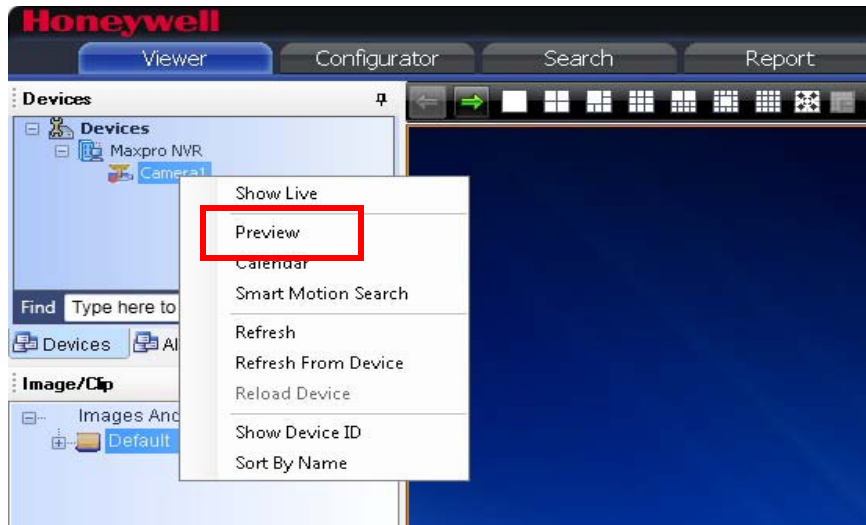 Honeywell
Viewer Configurator Search Report
Devices
Devices
Maxpro NVR
Camera1
Show Live
Preview
Calendar
Smart Motion Search
Find Type here to
Refresh
Devices Al
Refresh From Device
Image/Clip
Reload Device
Images And
Default
Show Device ID
Sort By Name